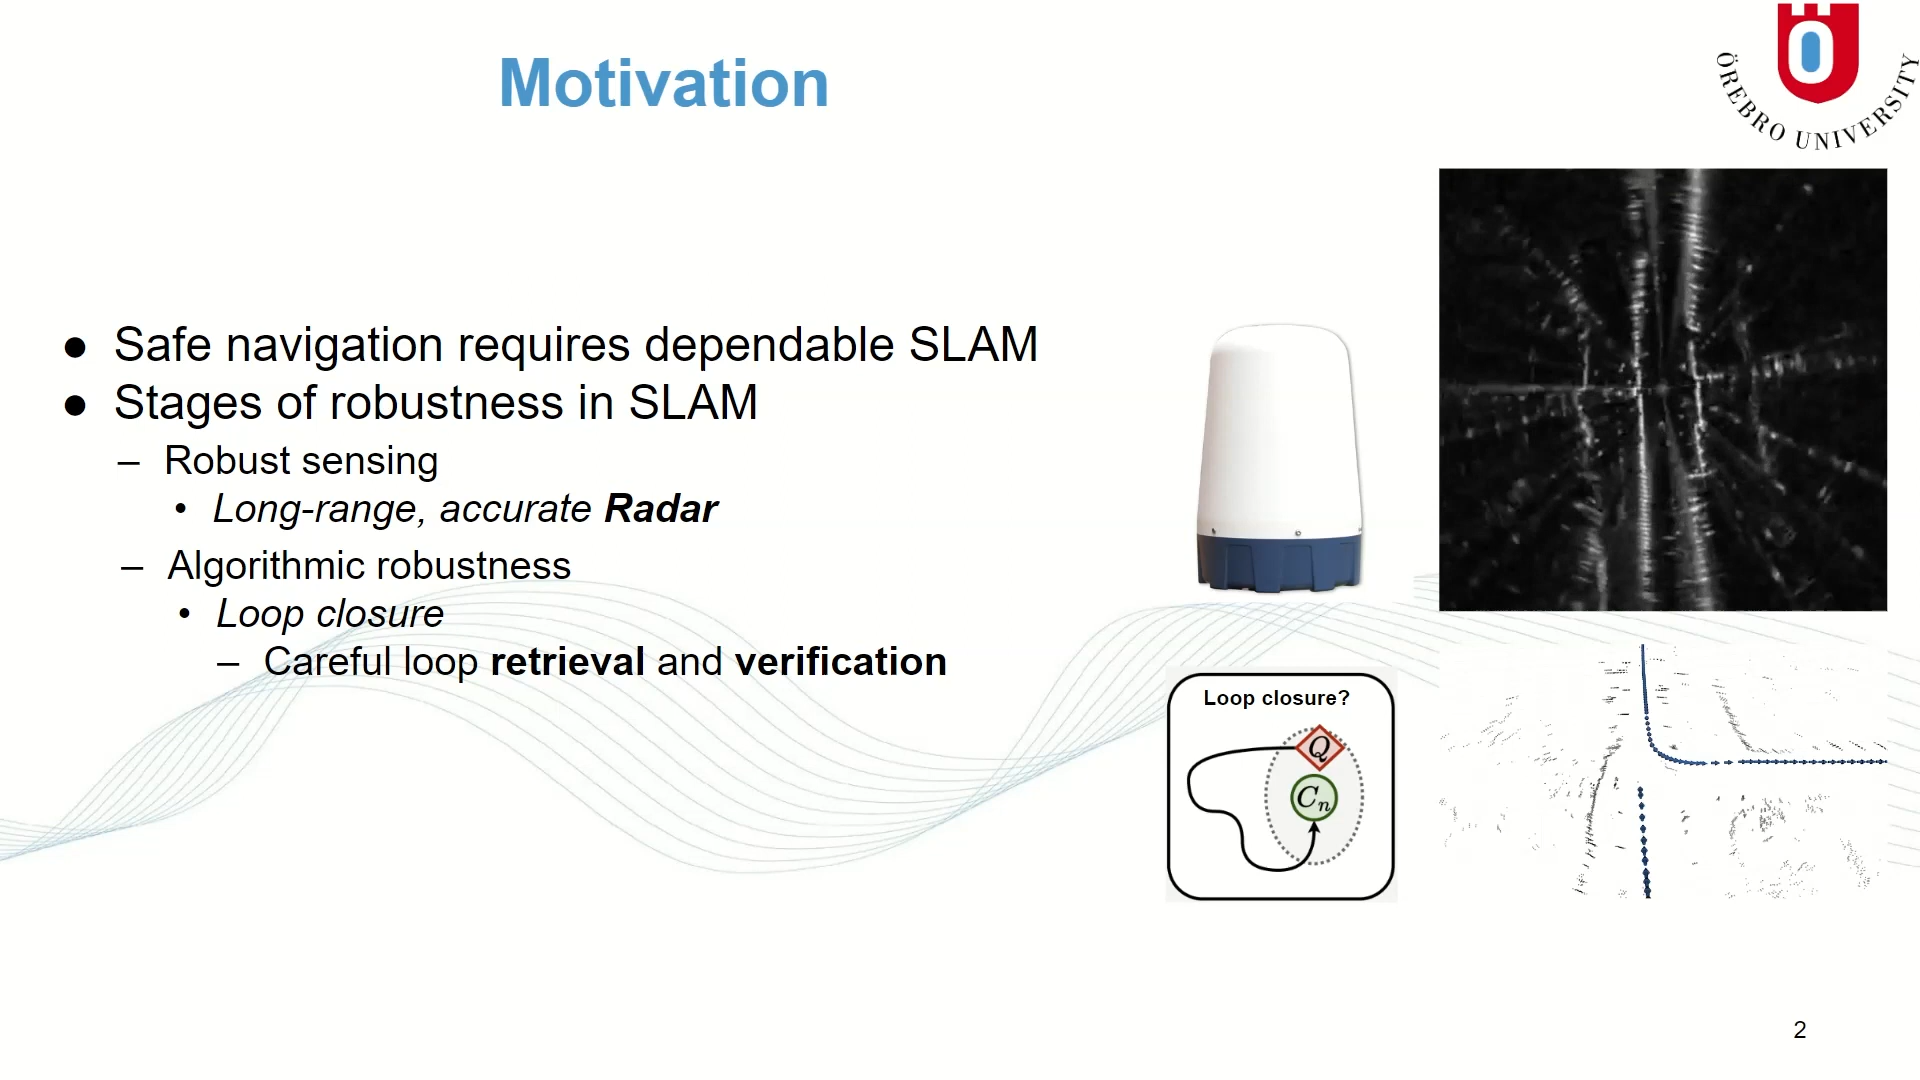 Motivation
ÖREBRO UNIVERSITY
● Safe navigation requires dependable SLAM
● Stages of robustness in SLAM
– Robust sensing
• Long-range, accurate Radar
– Algorithmic robustness
• Loop closure
– Careful loop retrieval and verification
Loop closure?
Q
Cn
2